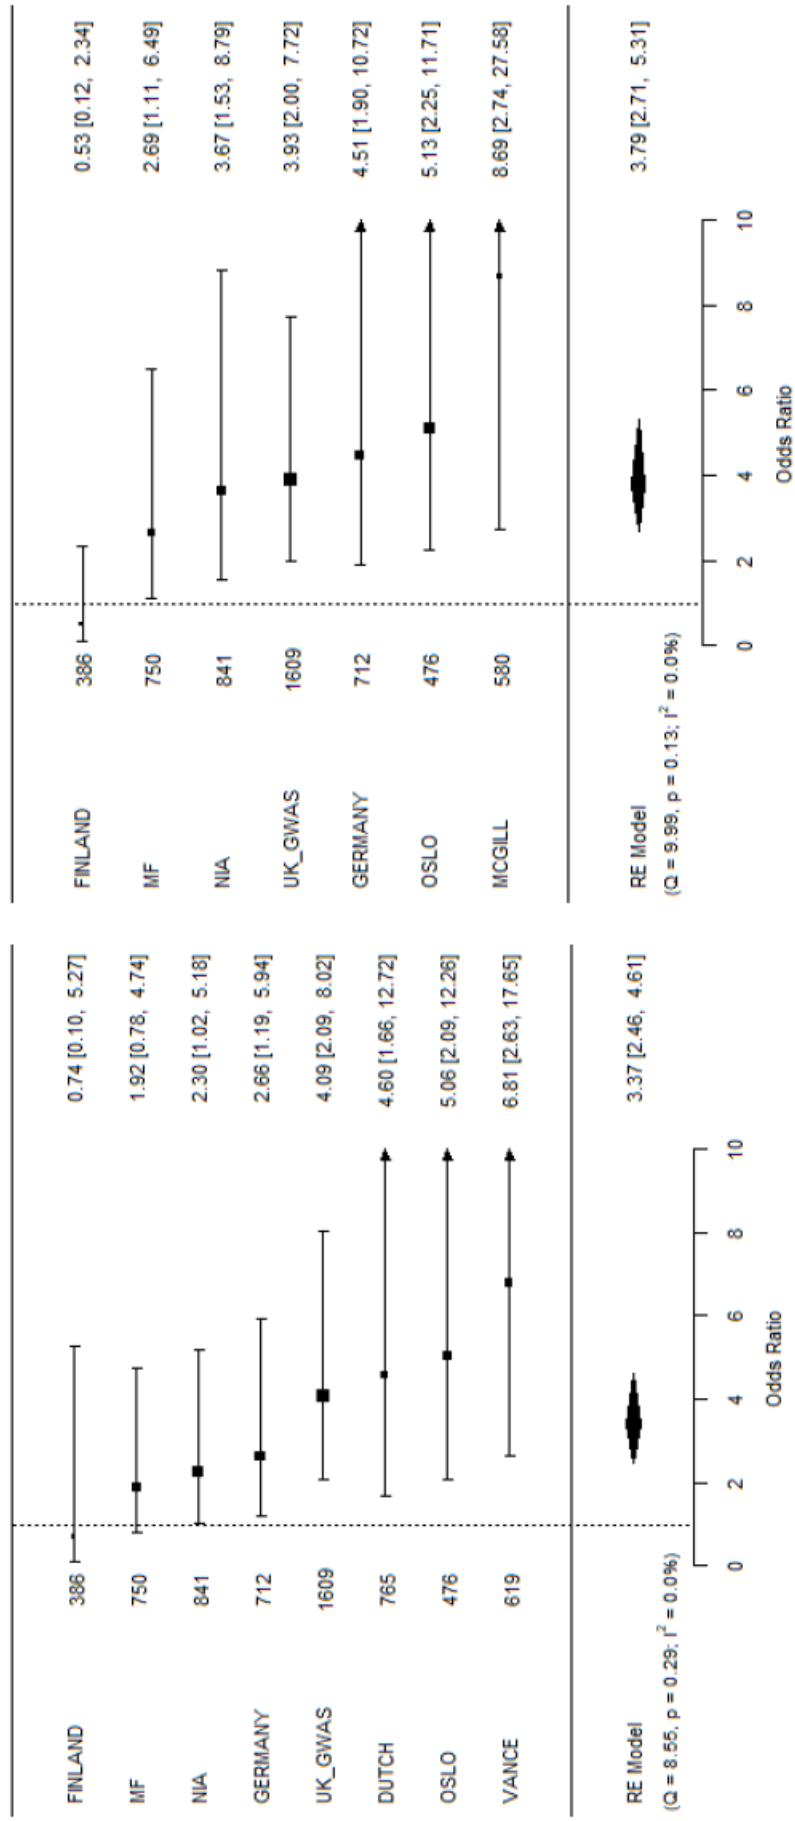 FINLAND 386 0.74 [0.10, 5.27]
MF 750 1.92 [0.78, 4.74]
NIA 841 2.30 [1.02, 5.18]
GERMANY 712 2.66 [1.19, 5.94]
UK_GWAS 1609 4.09 [2.09, 8.02]
DUTCH 765 4.60 [1.66, 12.72]
OSLO 476 5.06 [2.09, 12.26]
VANCE 619 6.81 [2.63, 17.65]
RE Model 3.37 [2.46, 4.61]
(Q = 8.55, p = 0.29; I² = 0.0%)
0 2 4 6 8 10
Odds Ratio
FINLAND 386 0.53 [0.12, 2.34]
MF 750 2.69 [1.11, 6.49]
NIA 841 3.67 [1.53, 8.79]
UK_GWAS 1609 3.93 [2.00, 7.72]
GERMANY 712 4.51 [1.90, 10.72]
OSLO 476 5.13 [2.25, 11.71]
MCGILL 580 8.69 [2.74, 27.58]
RE Model 3.79 [2.71, 5.31]
(Q = 9.99, p = 0.13; I² = 0.0%)
0 2 4 6 8 10
Odds Ratio